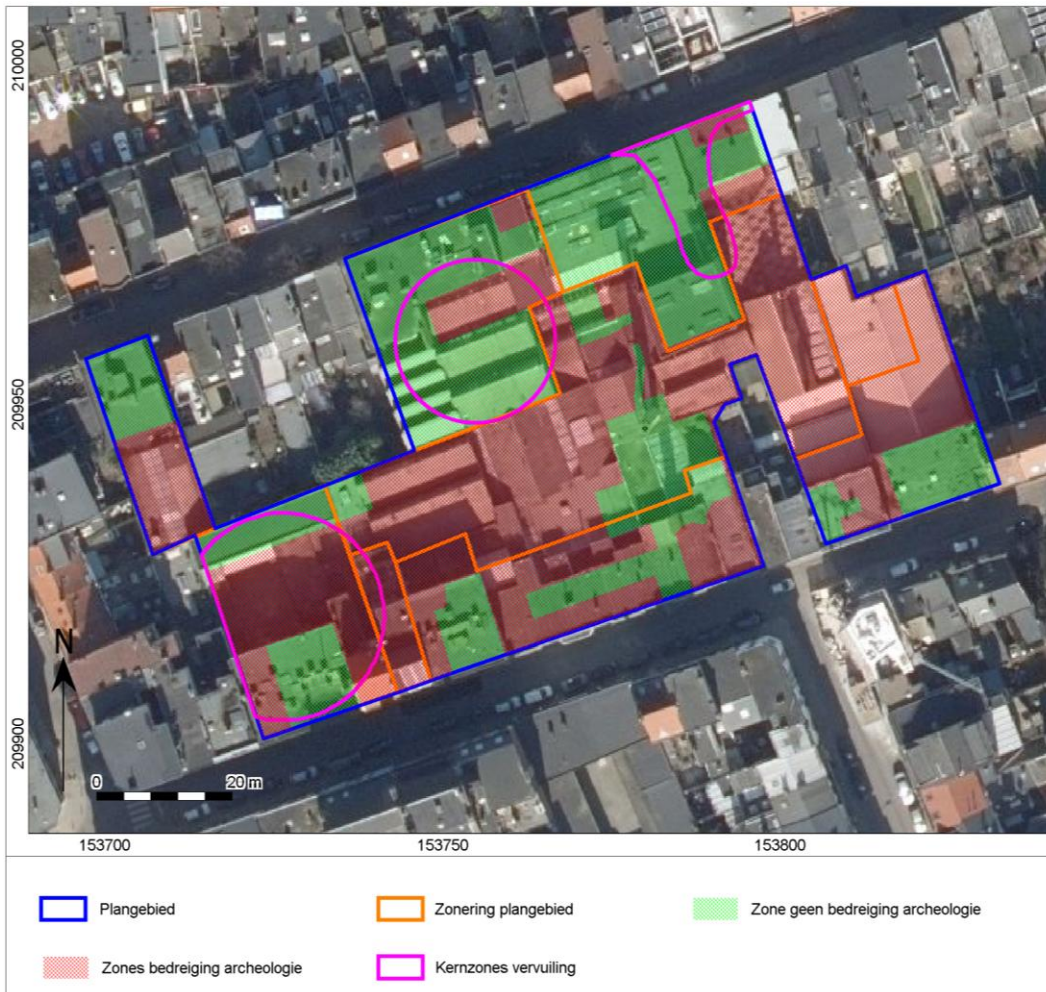 210000
209950
209900
N
0 20 m
153700 153750 153800
Plangebied Zonering plangebied Zone geen bedreiging archeologie
Zones bedreiging archeologie Kernzones vervuiling